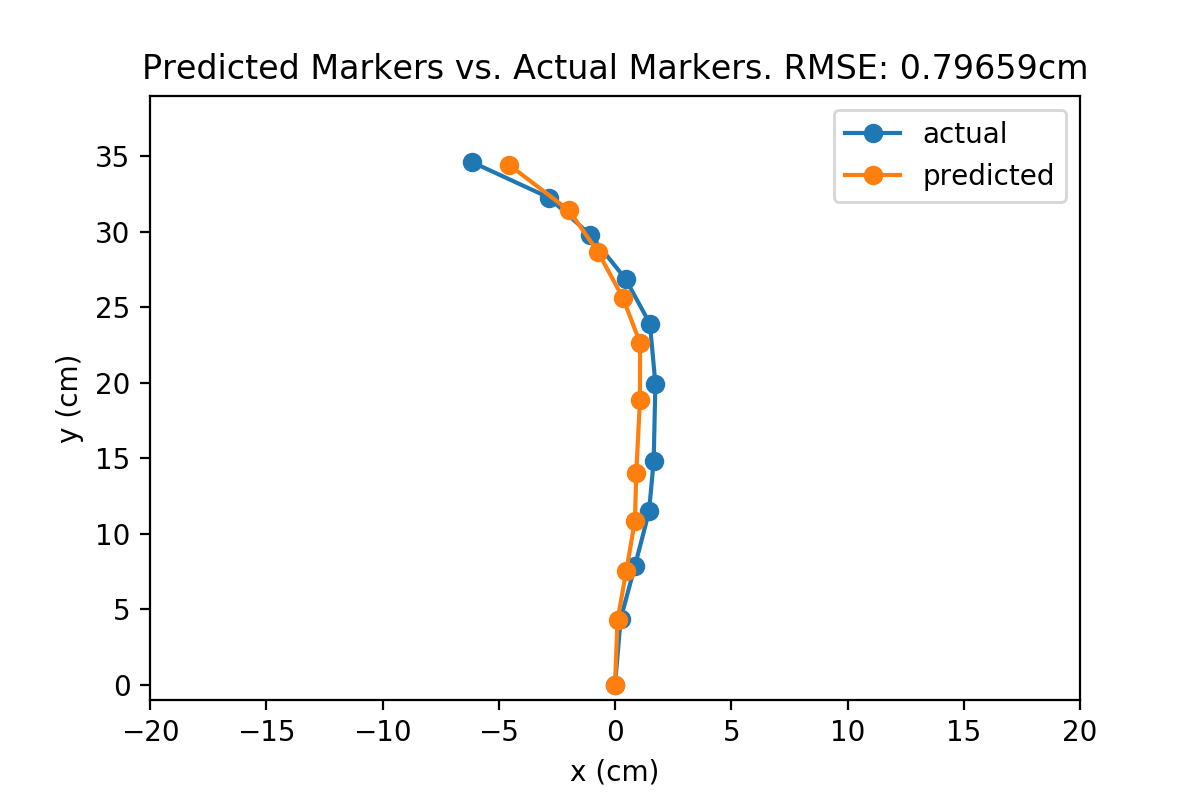 Predicted Markers vs. Actual Markers. RMSE: 0.79659cm
actual
predicted
35
30
25
20
15
10
5
0
y (cm)
−20 −15 −10 −5 0 5 10 15 20
x (cm)